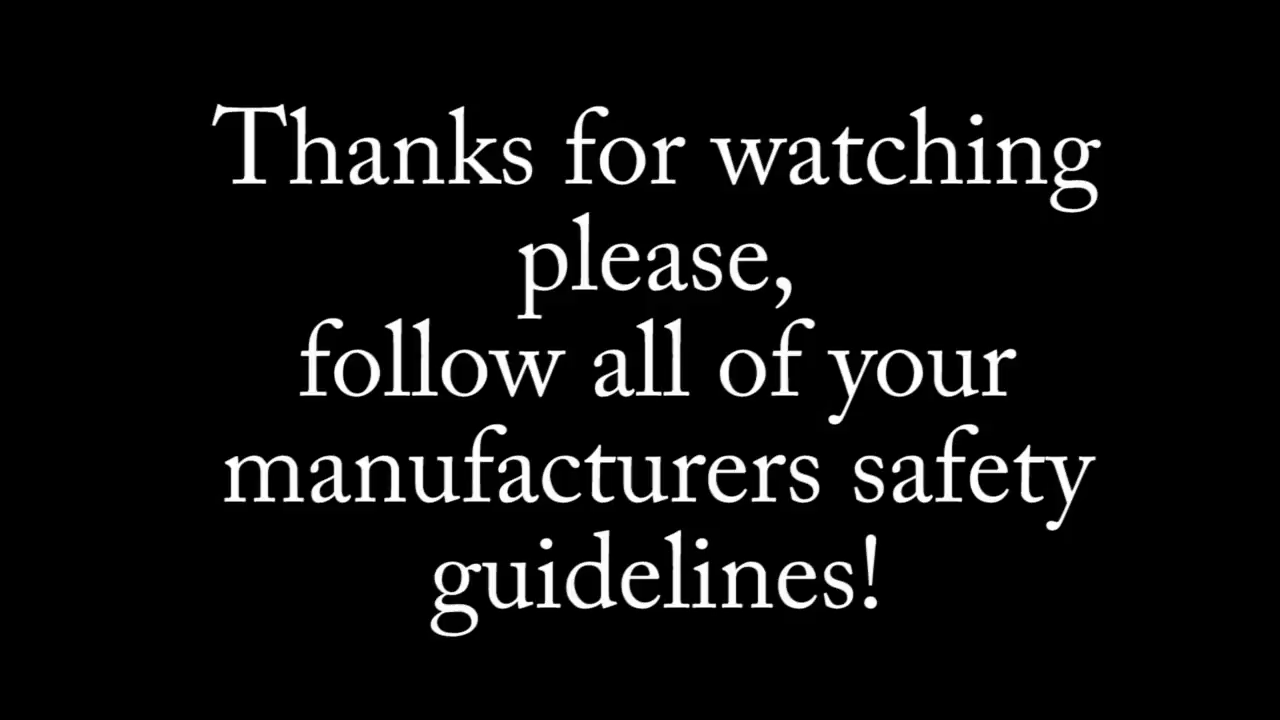 Thanks for watching
please,
follow all of your
manufacturers safety
guidelines!